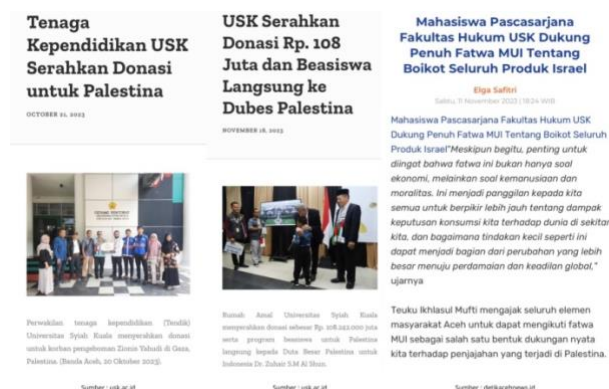 Tenaga
Kependidikan USK
Serahkan Donasi
untuk Palestina
OCTOBER 21, 2023
Perwakilan tenaga kependidikan (Tendik)
Universitas Syiah Kuala menyerahkan donasi
untuk korban pengeboman Zionis Yahudi di Gaza,
Palestina. (Banda Aceh, 20 Oktober 2023).
Sumber : usk.ac.id
USK Serahkan
Donasi Rp. 108
Juta dan Beasiswa
Langsung ke
Dubes Palestina
NOVEMBER 18, 2023
Rumah Amal Universitas Syiah Kuala
menyerahkan donasi sebesar Rp. 108.243.000 juta
serta program beasiswa untuk Palestina
langsung kepada Duta Besar Palestina untuk
Indonesia Dr. Zuhair S.M Al Shun.
Sumber : usk.ac.id
Mahasiswa Pascasarjana
Fakultas Hukum USK Dukung
Penuh Fatwa MUI Tentang
Boikot Seluruh Produk Israel
Elga Safitri
Sabtu, 11 November 2023 | 18:24 WIB
Mahasiswa Pascasarjana Fakultas Hukum USK
Dukung Penuh Fatwa MUI Tentang Boikot Seluruh
Produk Israel"Meskipun begitu, penting untuk
diingat bahwa fatwa ini bukan hanya soal
ekonomi, melainkan soal kemanusiaan dan
moralitas. Ini menjadi panggilan kepada kita
semua untuk berpikir lebih jauh tentang dampak
keputusan konsumsi kita terhadap dunia di sekitar
kita, dan bagaimana tindakan kecil seperti ini
dapat menjadi bagian dari perubahan yang lebih
besar menuju perdamaian dan keadilan global,"
ujarnya
Teuku Ikhlasul Mufti mengajak seluruh elemen
masyarakat Aceh untuk dapat mengikuti fatwa
MUI sebagai salah satu bentuk dukungan nyata
kita terhadap penjajahan yang terjadi di Palestina.
Sumber : detikacehnews.id